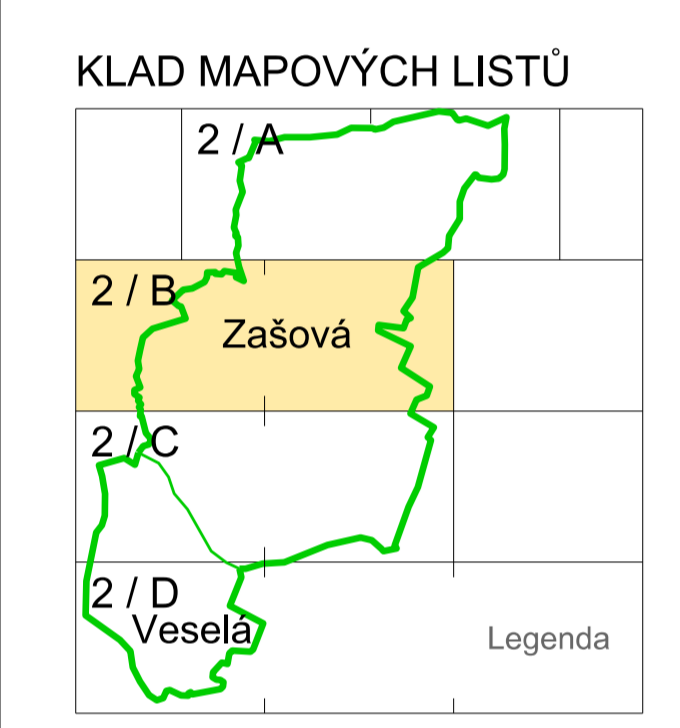 KLAD MAPOVÝCH LISTŮ
2 / A
2 / B
Zašová
2 / C
2 / D
Veselá
Legenda